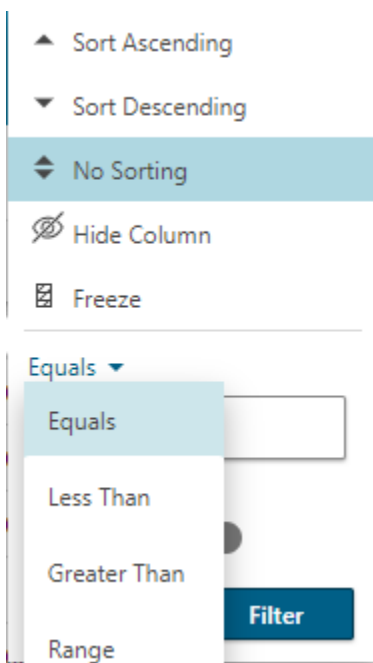 Sort Ascending
Sort Descending
No Sorting
Hide Column
Freeze
Equals
Equals
Less Than
Greater Than
Filter
Range